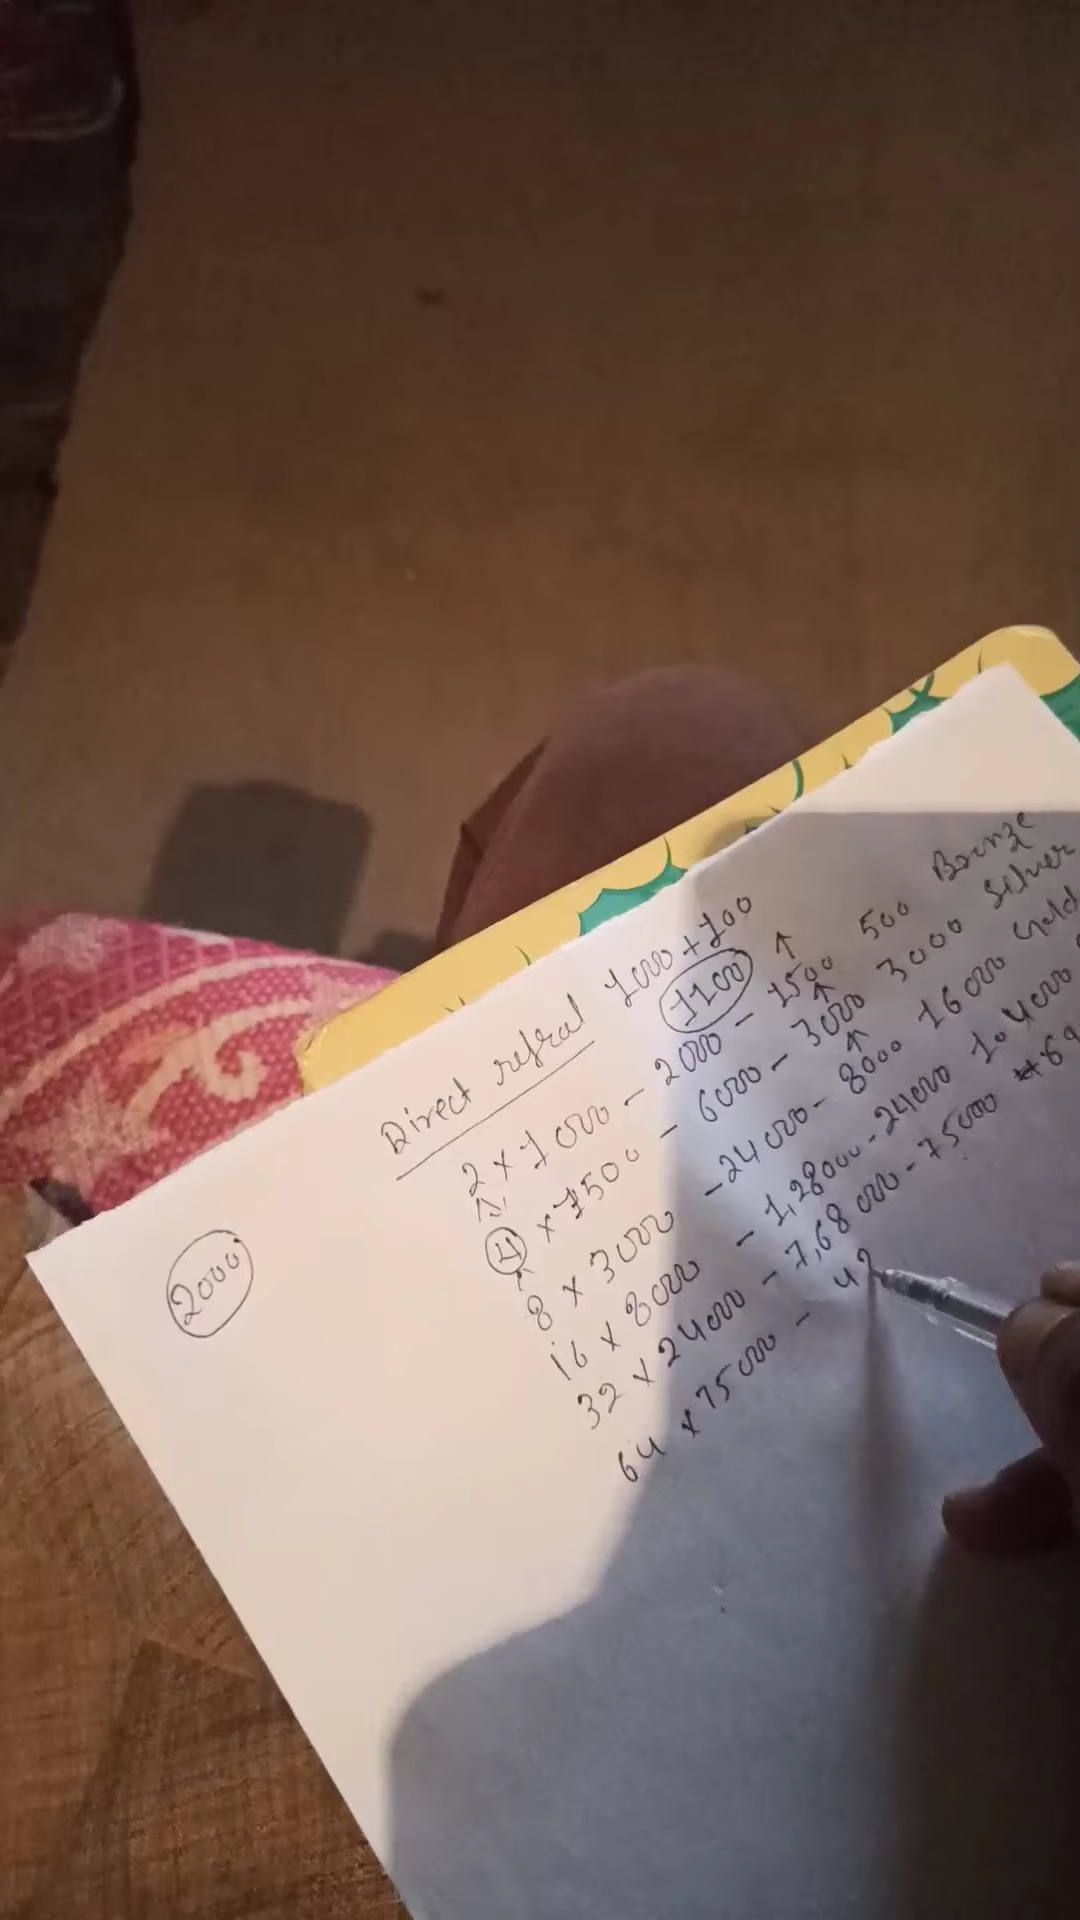 Direct refral 1000+100
1100
2000
2 x 1000 - 2000 - 1500 500 Bronze
4 x 1500 - 6000 - 3000 3000 Silver
8 x 3000 - 24000 - 8000 16000 Gold
16 x 8000 - 1,28000 - 24000 104000
32 x 24000 - 7,68000 - 75000
64 x 75000 - 4